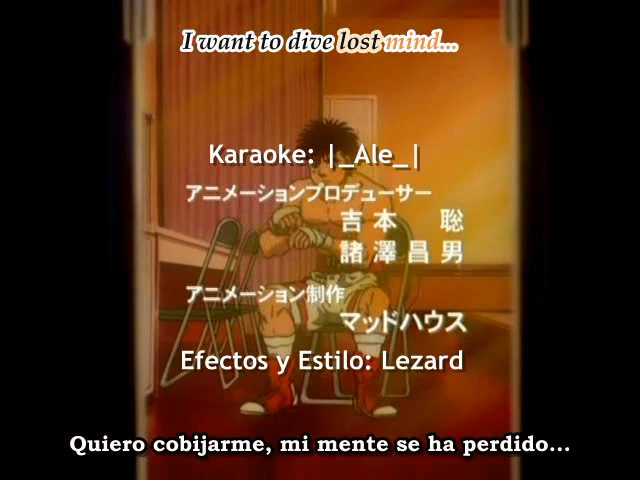 I want to dive lost mind...
Karaoke: |_Ale_|
アニメーションプロデューサー
吉本 聡
諸澤昌男
アニメーション制作
マッドハウス
Efectos y Estilo: Lezard
Quiero cobijarme, mi mente se ha perdido...